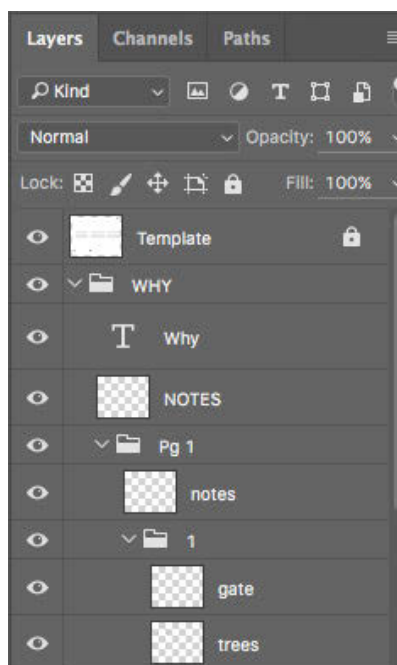 Layers Channels Paths
Kind T
Normal Opacity: 100%
Lock: Fill: 100%
Template
WHY
T Why
NOTES
Pg 1
notes
1
gate
trees